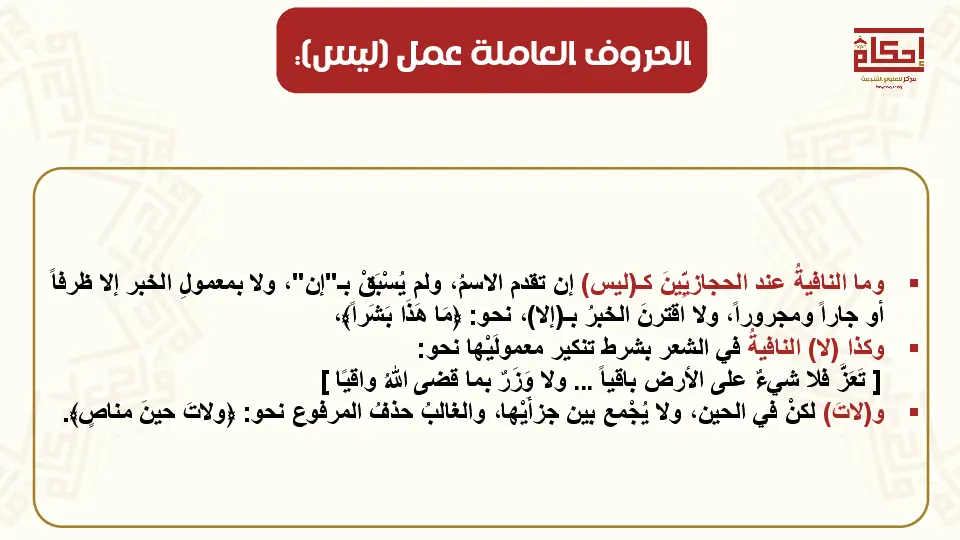 الحروف العاملة عمل (ليس):
إحكام
مركز للعلوم الشرعية
وما النافيةُ عند الحجازيِّينَ كـ(ليس) إن تقدم الاسمُ، ولم يُسْبَقْ بـ"إن"، ولا بمعمولِ الخبر إلا ظرفاً
أو جاراً ومجروراً، ولا اقترنَ الخبرُ بـ(إلا)، نحو: ﴿مَا هَذَا بَشَراً﴾،
وكذا (لا) النافيةُ في الشعر بشرط تنكير معمولَيْها نحو:
[ تَعَزَّ فلا شيءٌ على الأرض باقياً ... ولا وَزَرٌ بما قضى اللهُ واقيًا ]
و(لاتَ) لكنْ في الحين، ولا يُجْمع بين جزأَيْها، والغالبُ حذفُ المرفوع نحو: ﴿ولاتَ حينَ مناصٍ﴾.